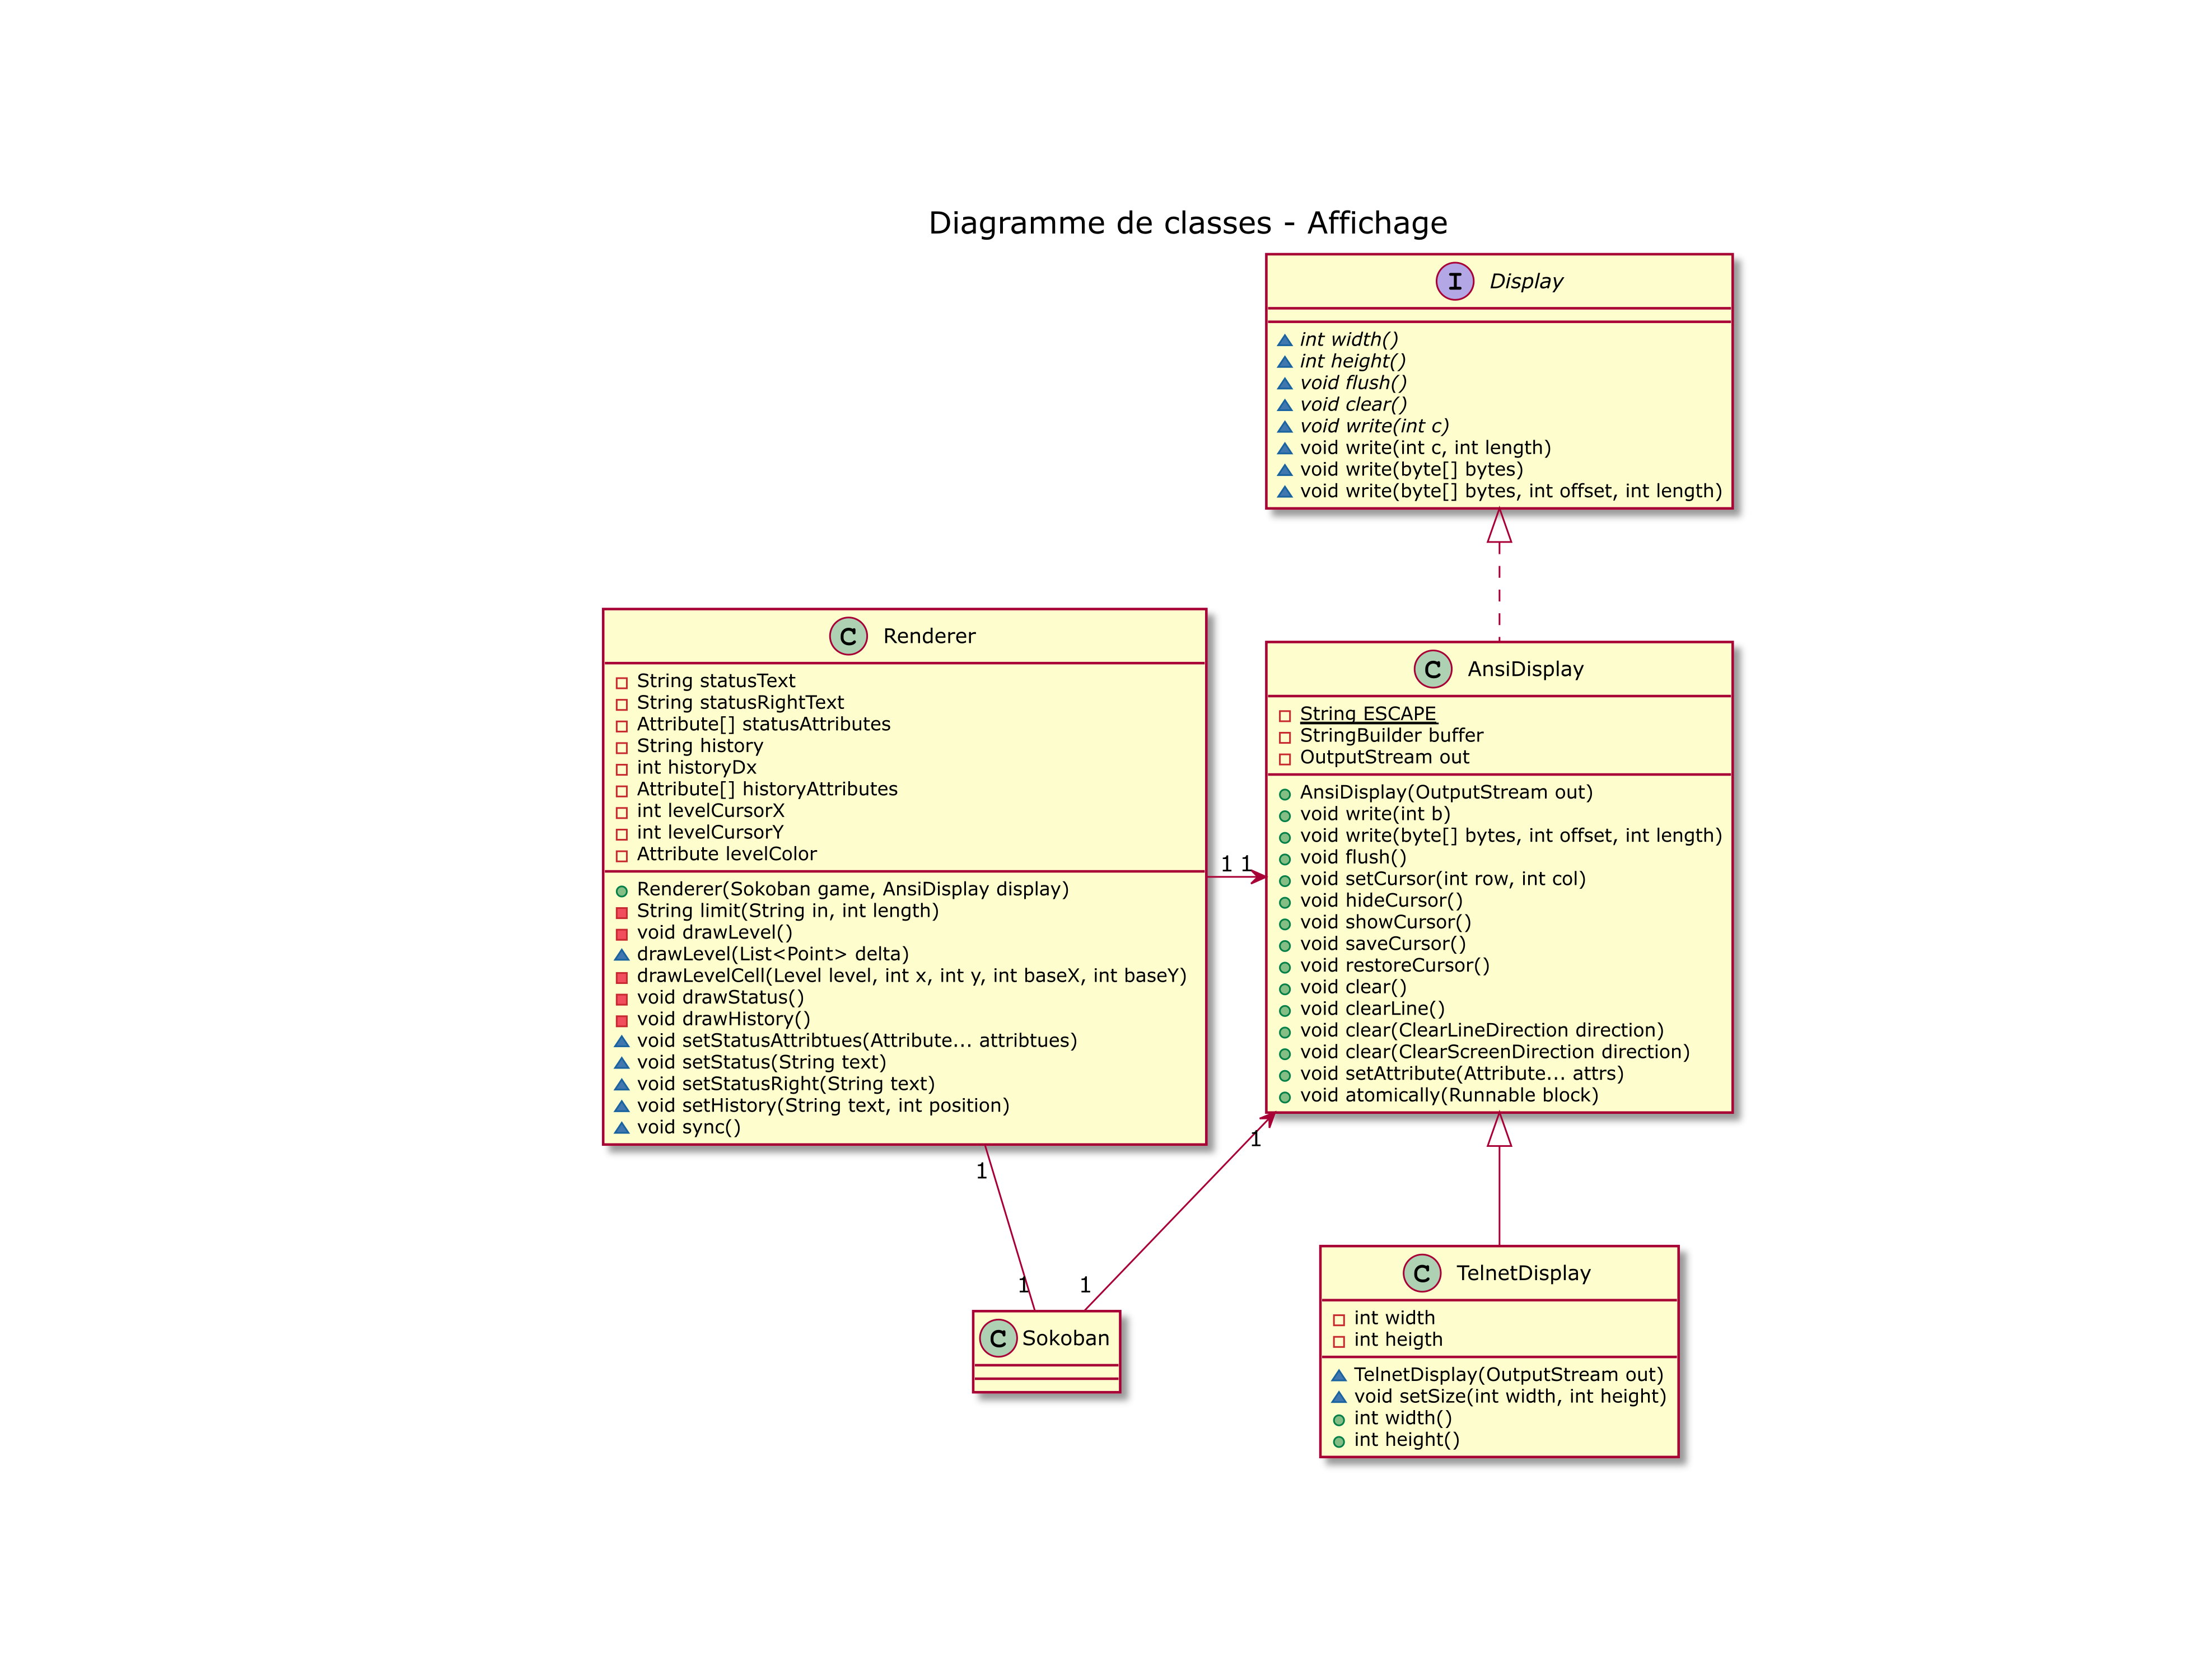 Diagramme de classes - Affichage
I Display
int width()
int height()
void flush()
void clear()
void write(int c)
void write(int c, int length)
void write(byte[] bytes)
void write(byte[] bytes, int offset, int length)
C Renderer
String statusText
String statusRightText
Attribute[] statusAttributes
String history
int historyDx
Attribute[] historyAttributes
int levelCursorX
int levelCursorY
Attribute levelColor
Renderer(Sokoban game, AnsiDisplay display)
String limit(String in, int length)
void drawLevel()
drawLevel(List<Point> delta)
drawLevelCell(Level level, int x, int y, int baseX, int baseY)
void drawStatus()
void drawHistory()
void setStatusAttribtues(Attribute... attribtues)
void setStatus(String text)
void setStatusRight(String text)
void setHistory(String text, int position)
void sync()
1 1
C AnsiDisplay
String ESCAPE
StringBuilder buffer
OutputStream out
AnsiDisplay(OutputStream out)
void write(int b)
void write(byte[] bytes, int offset, int length)
void flush()
void setCursor(int row, int col)
void hideCursor()
void showCursor()
void saveCursor()
void restoreCursor()
void clear()
void clearLine()
void clear(ClearLineDirection direction)
void clear(ClearScreenDirection direction)
void setAttribute(Attribute... attrs)
void atomically(Runnable block)
1
1
1
1
C Sokoban
C TelnetDisplay
int width
int heigth
TelnetDisplay(OutputStream out)
void setSize(int width, int height)
int width()
int height()